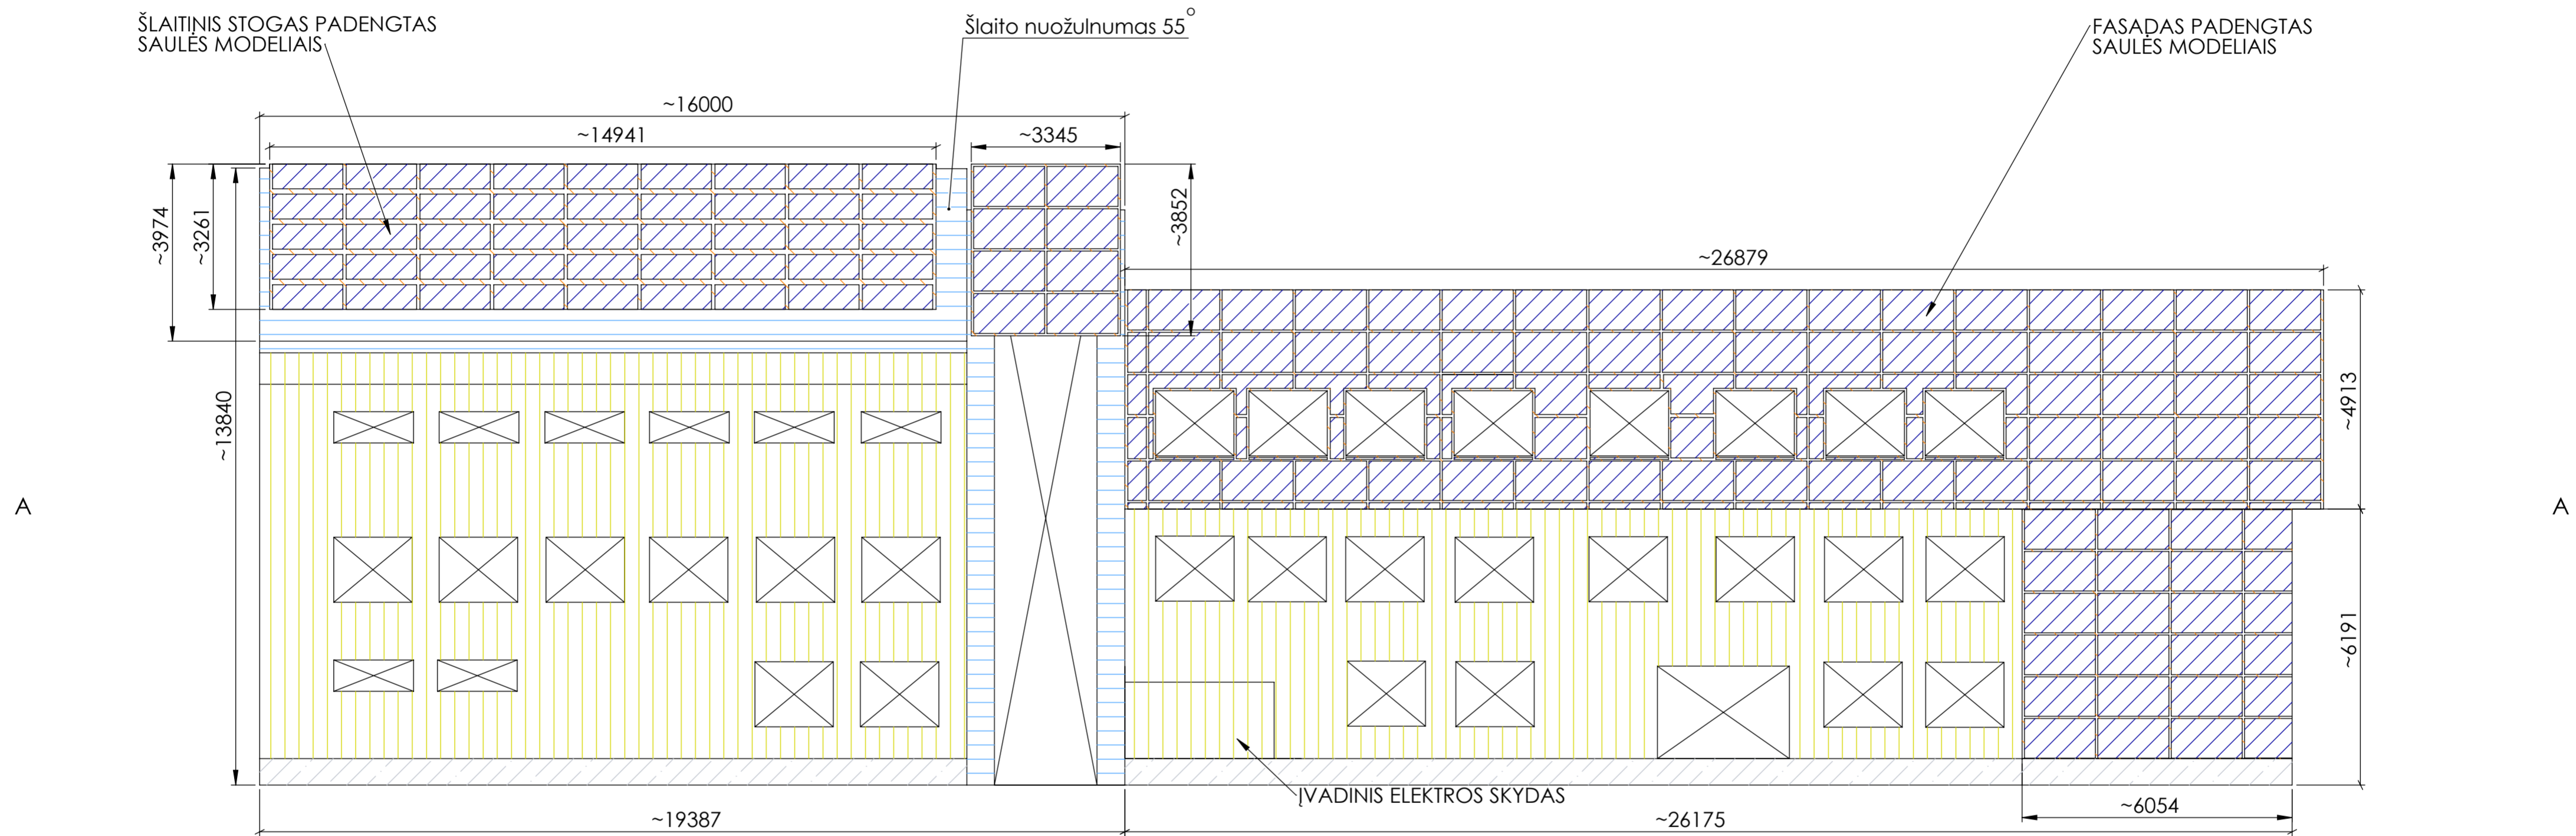 ŠLAITINIS STOGAS PADENGTAS
SAULĖS MODELIAIS
Šlaito nuožulnumas 55°
FASADAS PADENGTAS
SAULĖS MODELIAIS
~16000
~14941
~3345
~3974
~3261
~3852
~26879
~13840
~4913
A
A
~6191
ĮVADINIS ELEKTROS SKYDAS
~6054
~19387
~26175